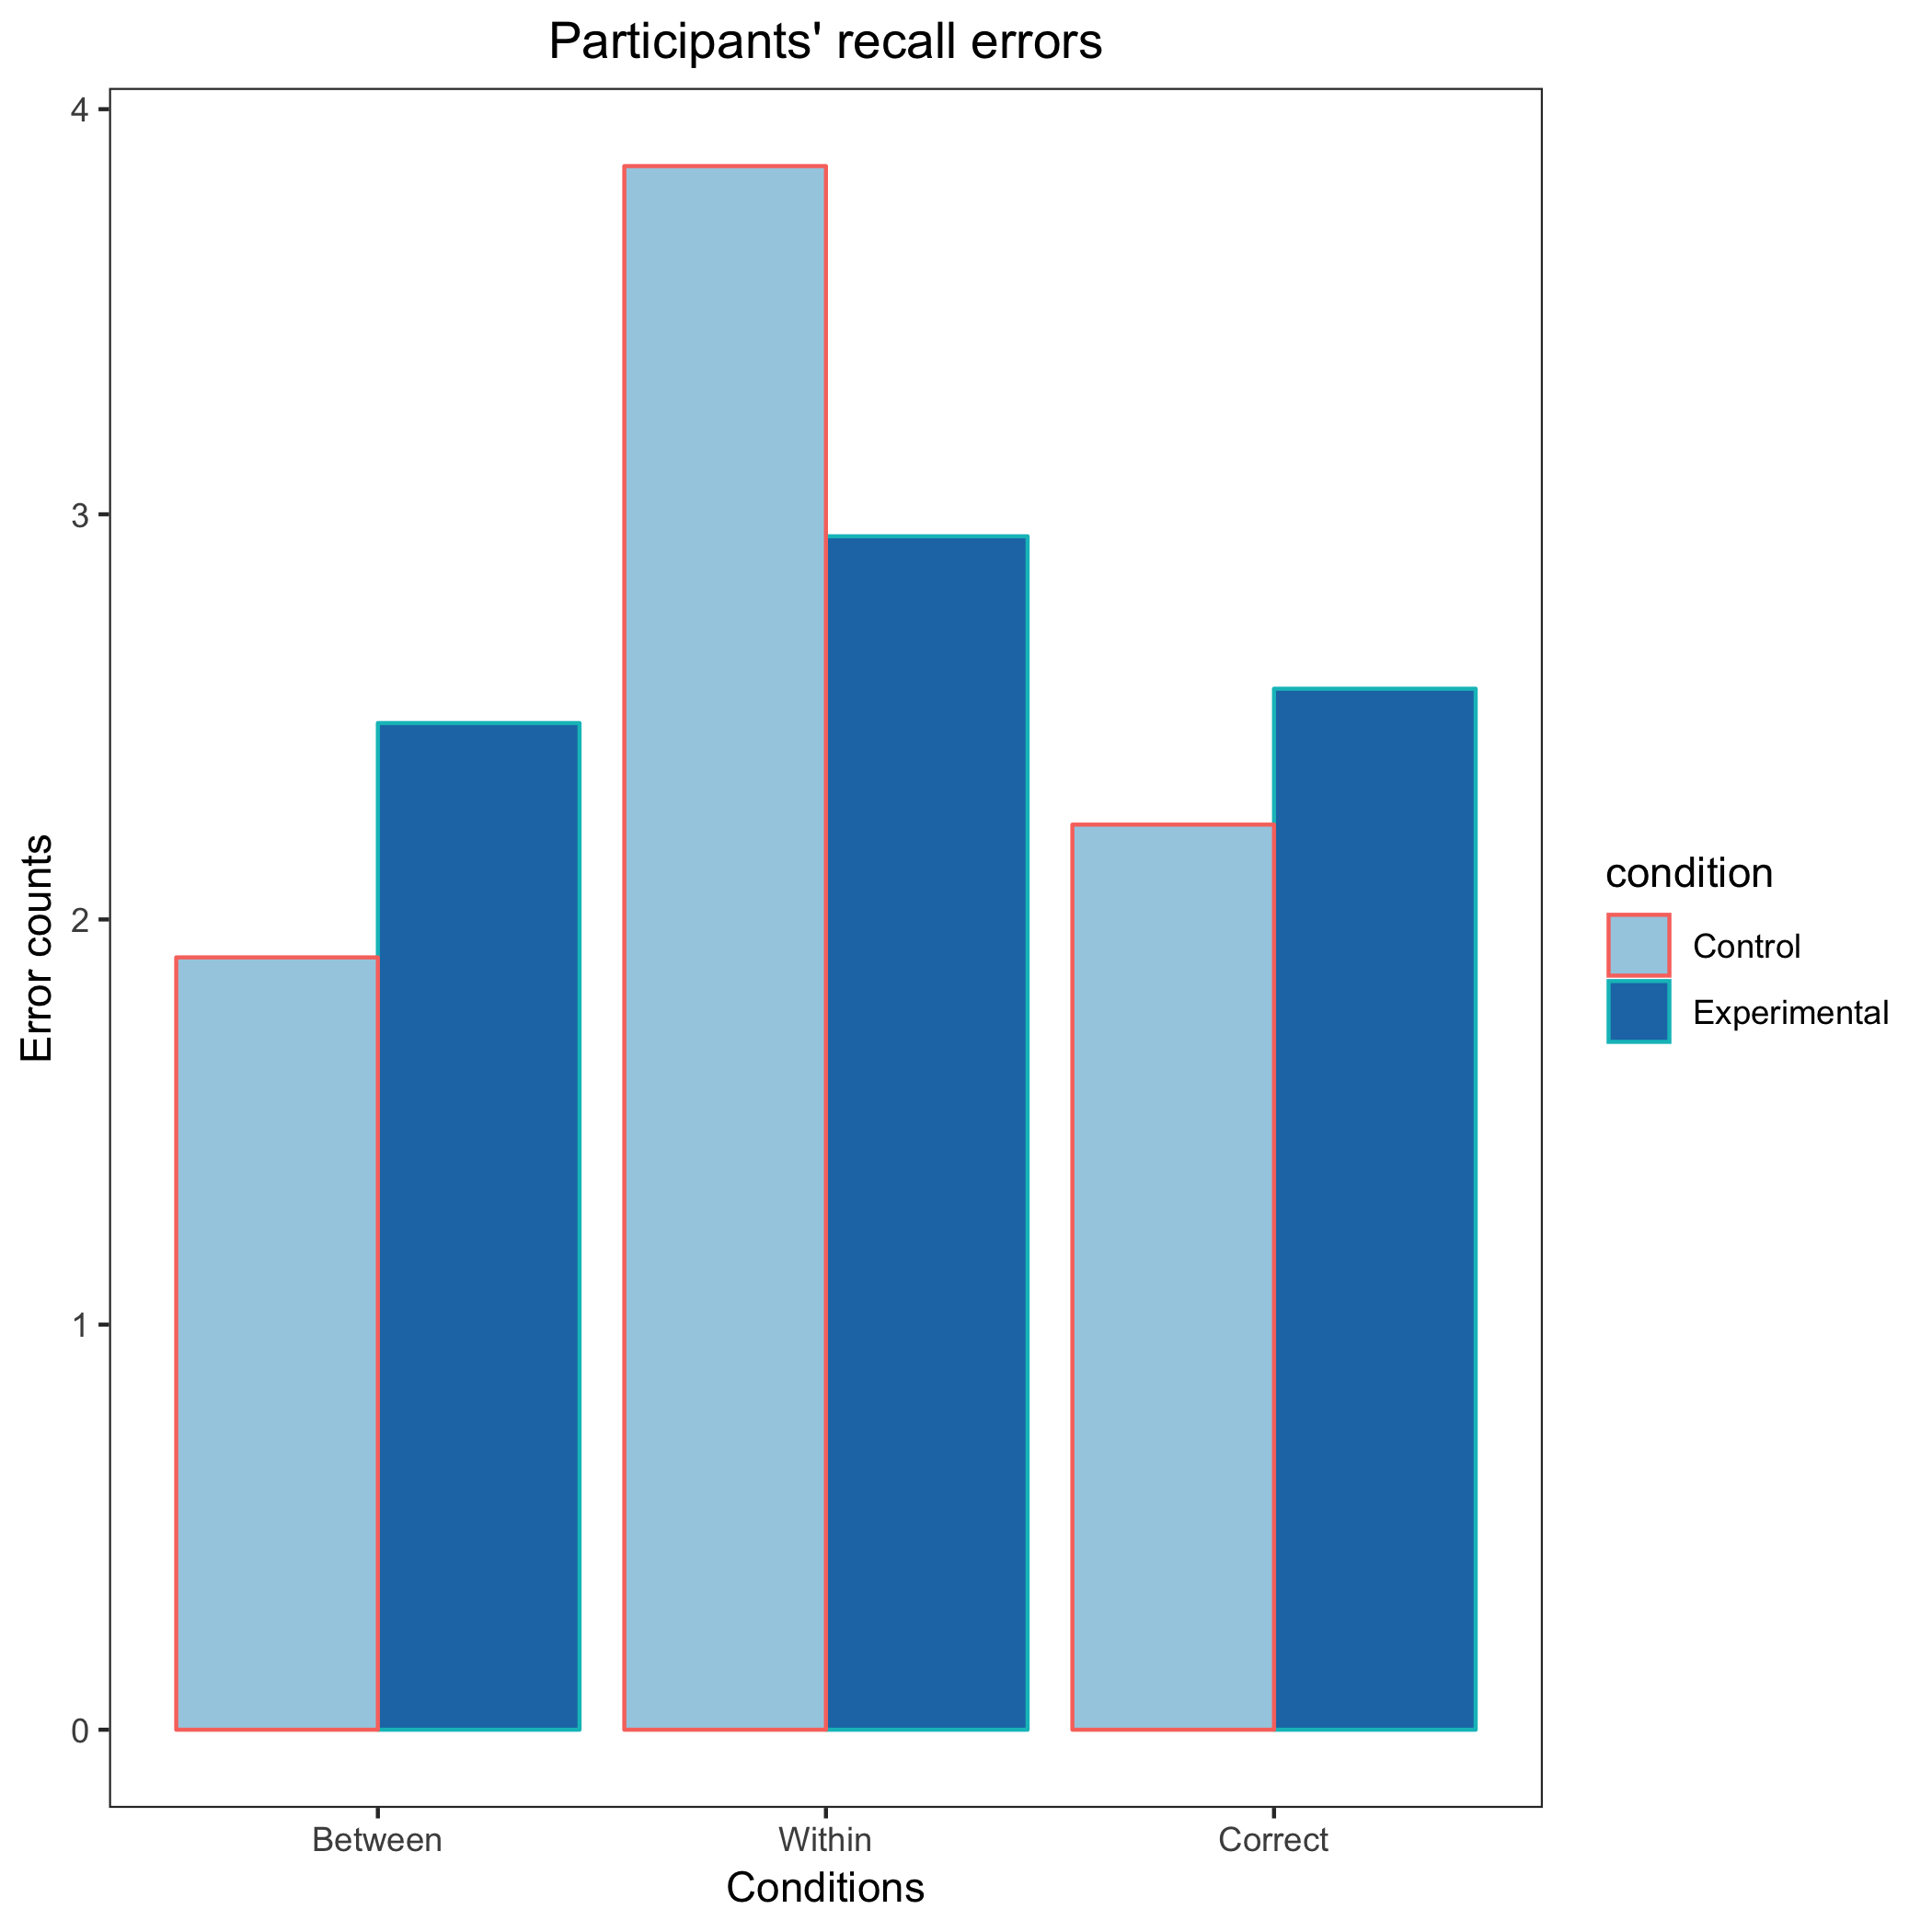 Participants' recall errors
4
3
2
1
0
Error counts
Between
Within
Correct
Conditions
condition
Control
Experimental